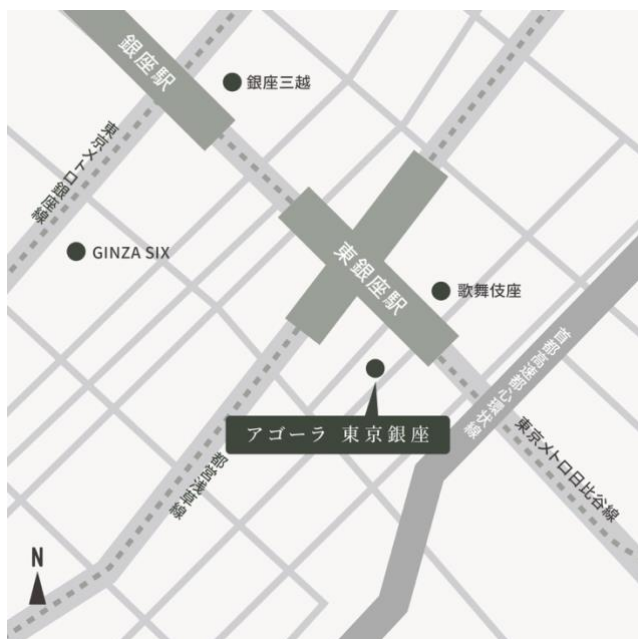 銀座駅
銀座三越
東京メトロ銀座線
GINZA SIX
東銀座駅
歌舞伎座
首都高速都心環状線
アゴーラ 東京銀座
東京メトロ日比谷線
都営浅草線
N